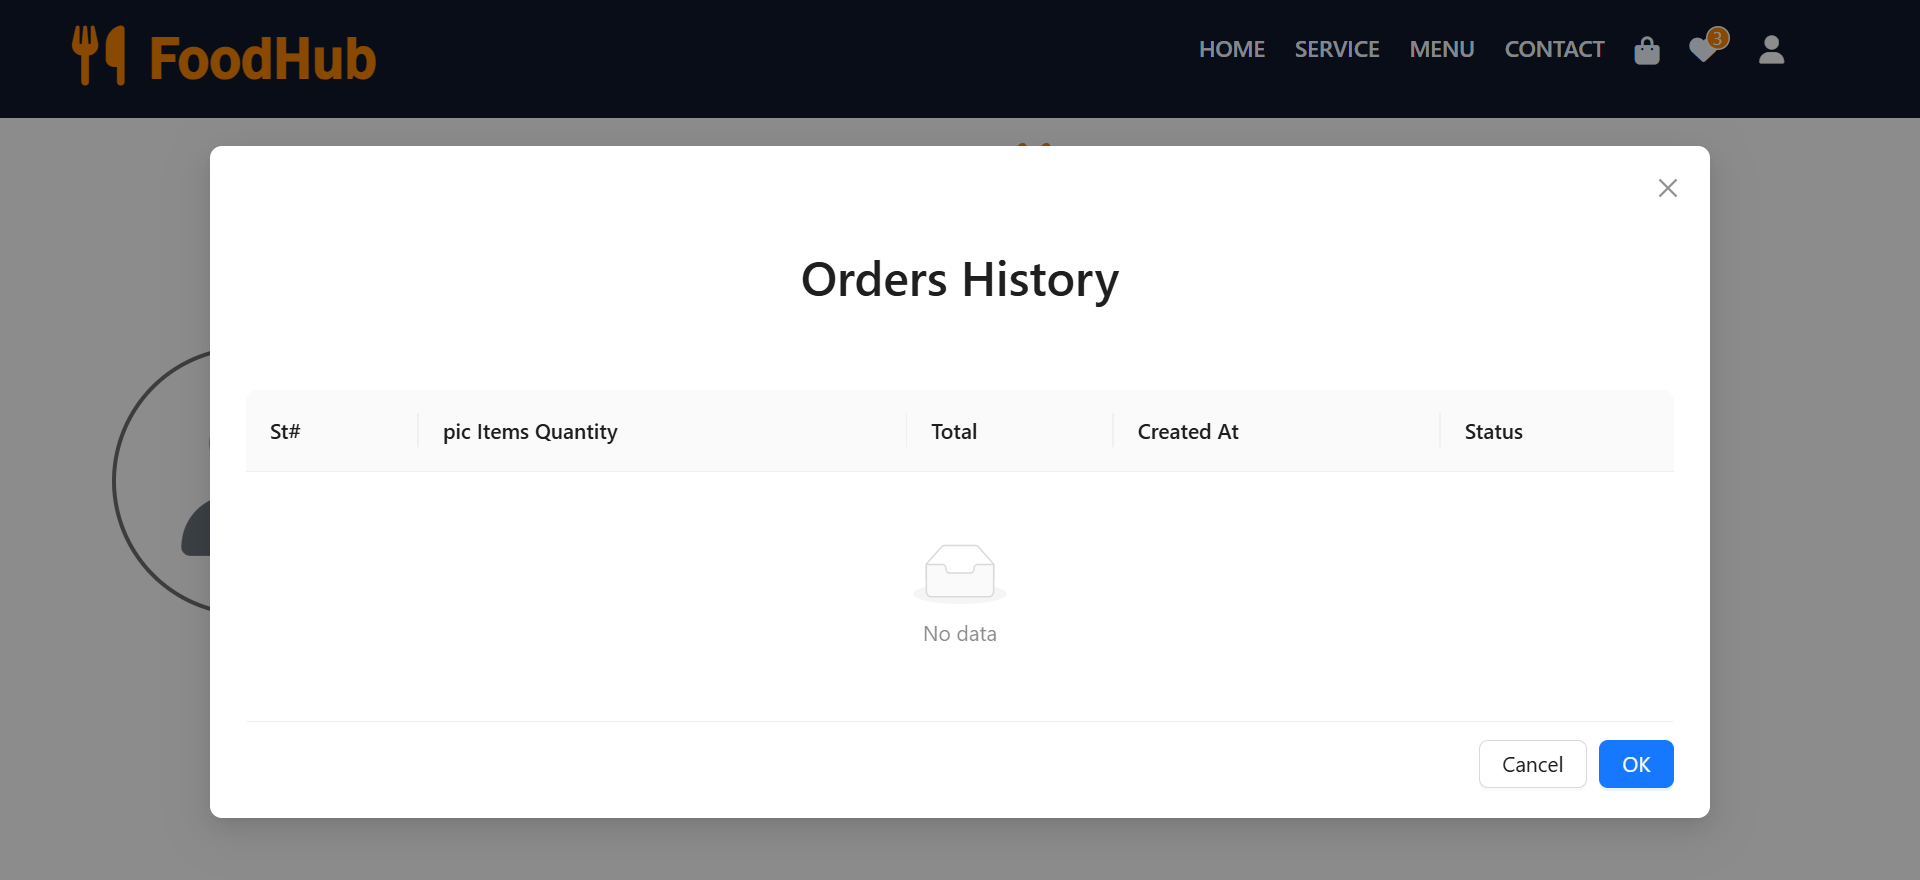 FoodHub
HOME SERVICE MENU CONTACT 3
Orders History
St# pic Items Quantity Total Created At Status
No data
Cancel OK